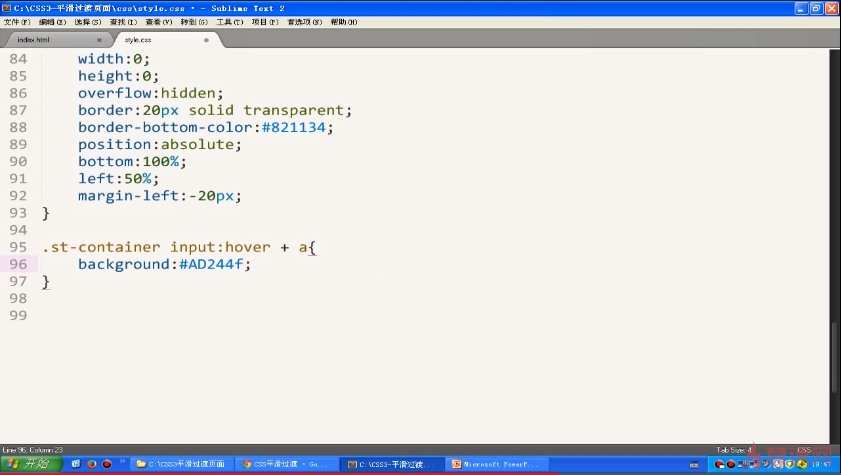 C:\CSS3-平滑过渡页面\css\style.css • - Sublime Text 2
文件(F) 编辑(E) 选择(S) 查找(I) 查看(V) 转到(G) 工具(T) 项目(P) 首选项(N) 帮助(H)
index.html × style.css
84 width:0;
85 height:0;
86 overflow:hidden;
87 border:20px solid transparent;
88 border-bottom-color:#821134;
89 position:absolute;
90 bottom:100%;
91 left:50%;
92 margin-left:-20px;
93 }
94
95 .st-container input:hover + a{
96 background:#AD244f;
97 }
98
99
Line 96, Column 23 Tab Size: 4 CSS
开始 C:\CSS3平滑过渡页面 CSS平滑过渡 - Go... C:\CSS3-平滑过渡... Microsoft PowerP... 10:47